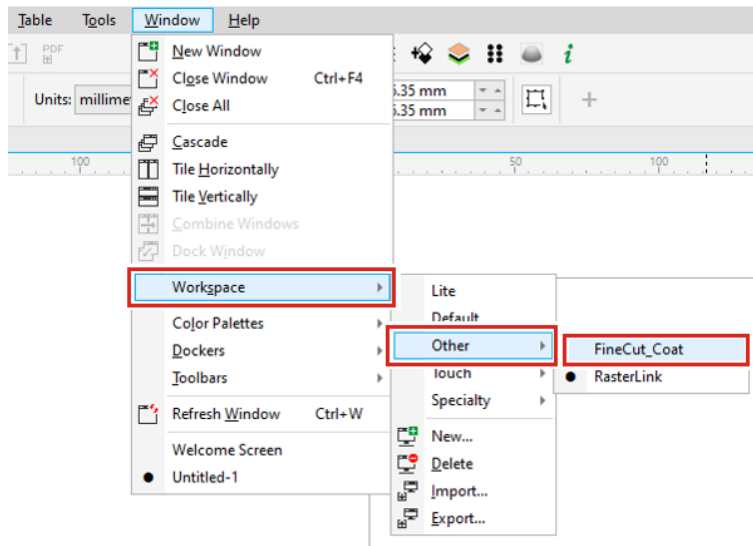 Table Tools Window Help
PDF
Units: millime
5.35 mm
5.35 mm
100 50 100
New Window
Close Window Ctrl+F4
Close All
Cascade
Tile Horizontally
Tile Vertically
Combine Windows
Dock Window
Workspace
Color Palettes
Dockers
Toolbars
Refresh Window Ctrl+W
Welcome Screen
Untitled-1
Lite
Default
Other
Touch
Specialty
New...
Delete
Import...
Export...
FineCut_Coat
RasterLink